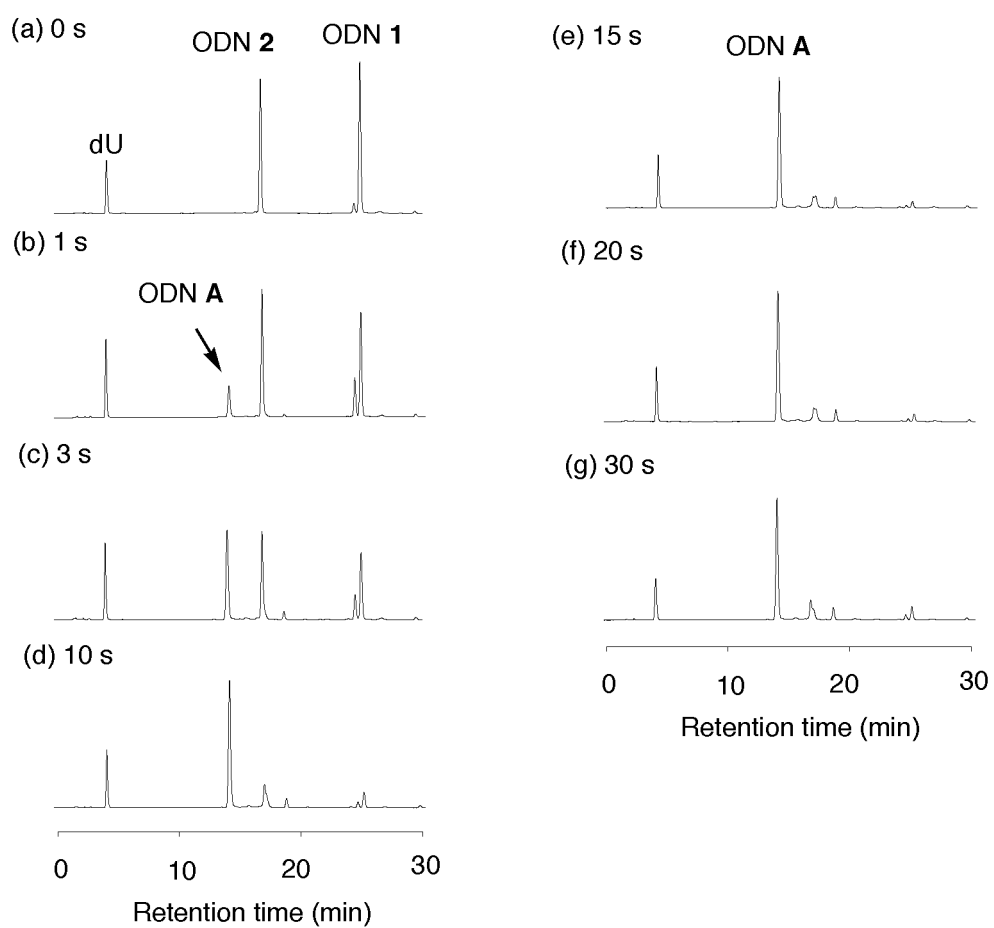 (a) 0 s
ODN 2
ODN 1
dU
(b) 1 s
ODN A
(c) 3 s
(d) 10 s
0 10 20 30
Retention time (min)
(e) 15 s
ODN A
(f) 20 s
(g) 30 s
0 10 20 30
Retention time (min)